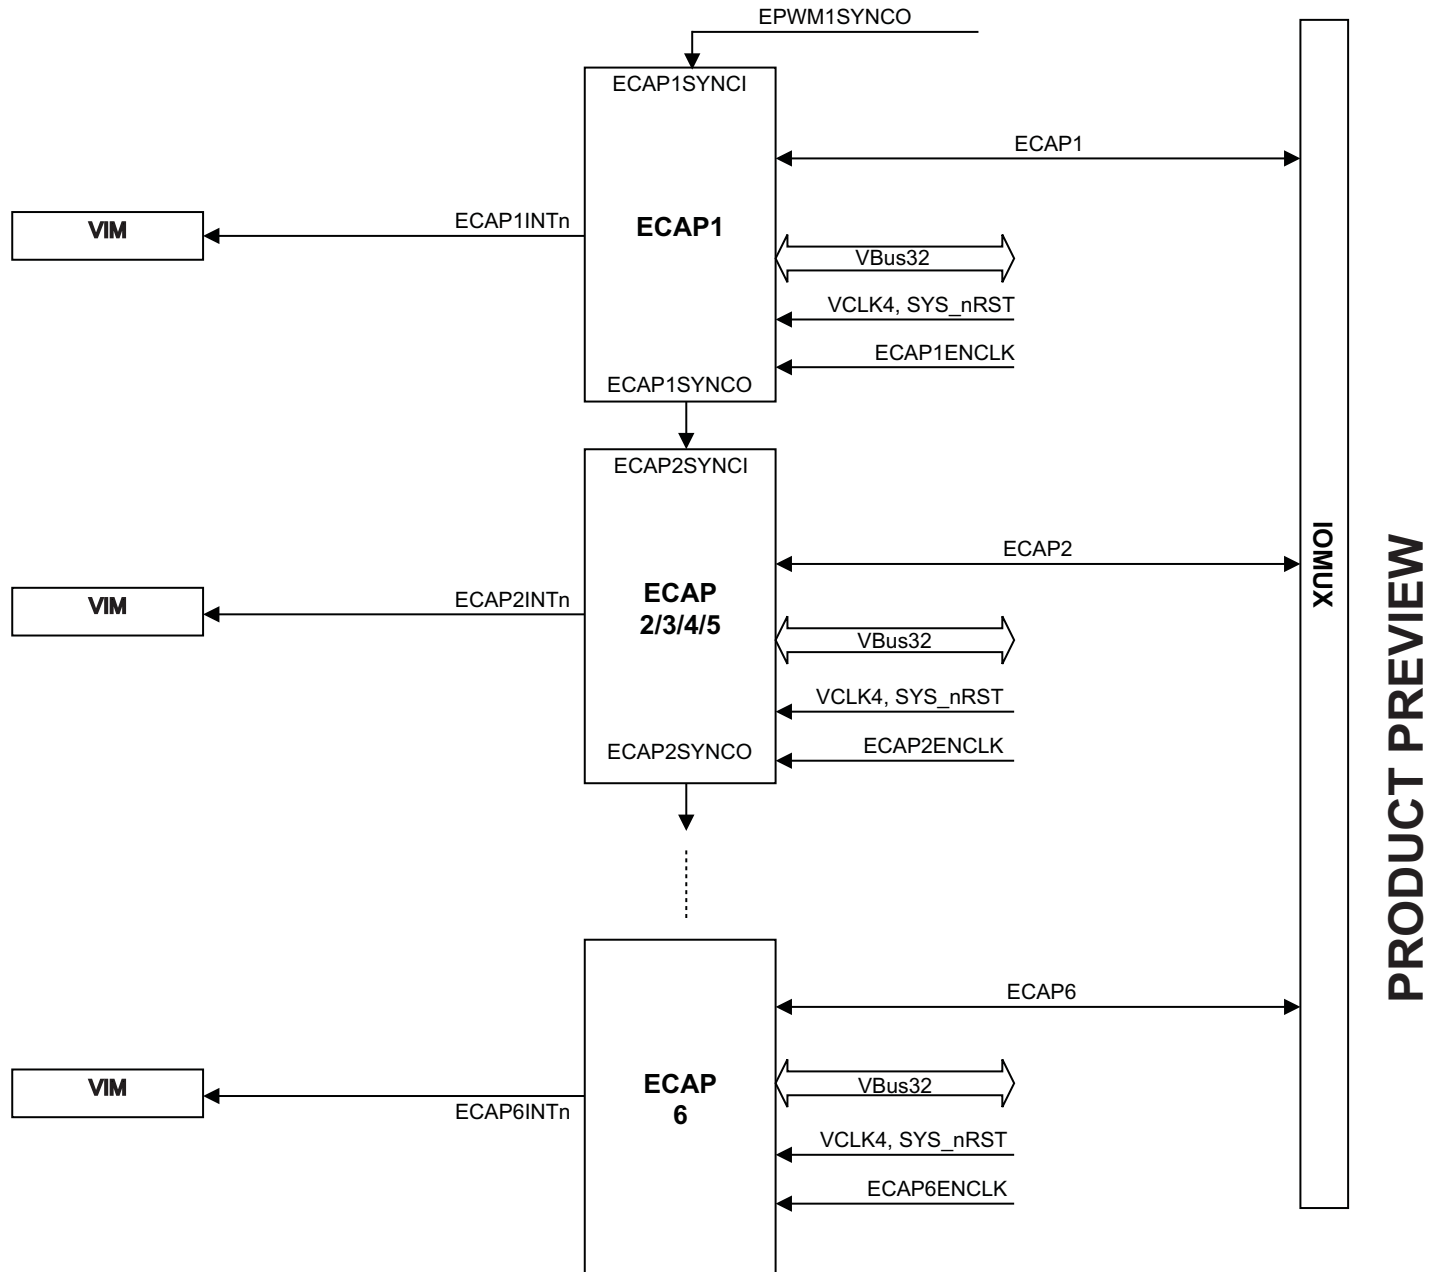 EPWM1SYNCO
ECAP1SYNCI
ECAP1
VIM
ECAP1INTn
ECAP1
VBus32
VCLK4, SYS_nRST
ECAP1ENCLK
ECAP1SYNCO
ECAP2SYNCI
ECAP2
VIM
ECAP2INTn
ECAP
2/3/4/5
VBus32
VCLK4, SYS_nRST
ECAP2ENCLK
ECAP2SYNCO
IOMUX
PRODUCT PREVIEW
ECAP6
VIM
ECAP6INTn
ECAP
6
VBus32
VCLK4, SYS_nRST
ECAP6ENCLK